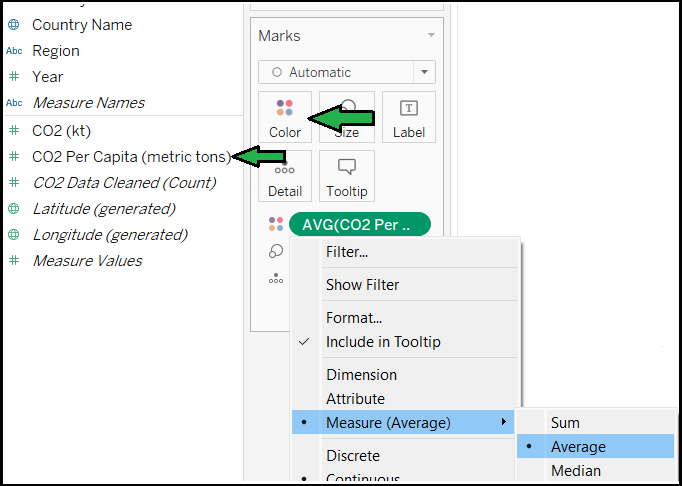 Country Name
Abc Region
Year
Abc Measure Names
CO2 (kt)
CO2 Per Capita (metric tons)
CO2 Data Cleaned (Count)
Latitude (generated)
Longitude (generated)
Measure Values
Marks
Automatic
Color
Size
Label
Detail
Tooltip
AVG(CO2 Per ..
Filter...
Show Filter
Format...
Include in Tooltip
Dimension
Attribute
Measure (Average)
Discrete
Continuous
Sum
Average
Median